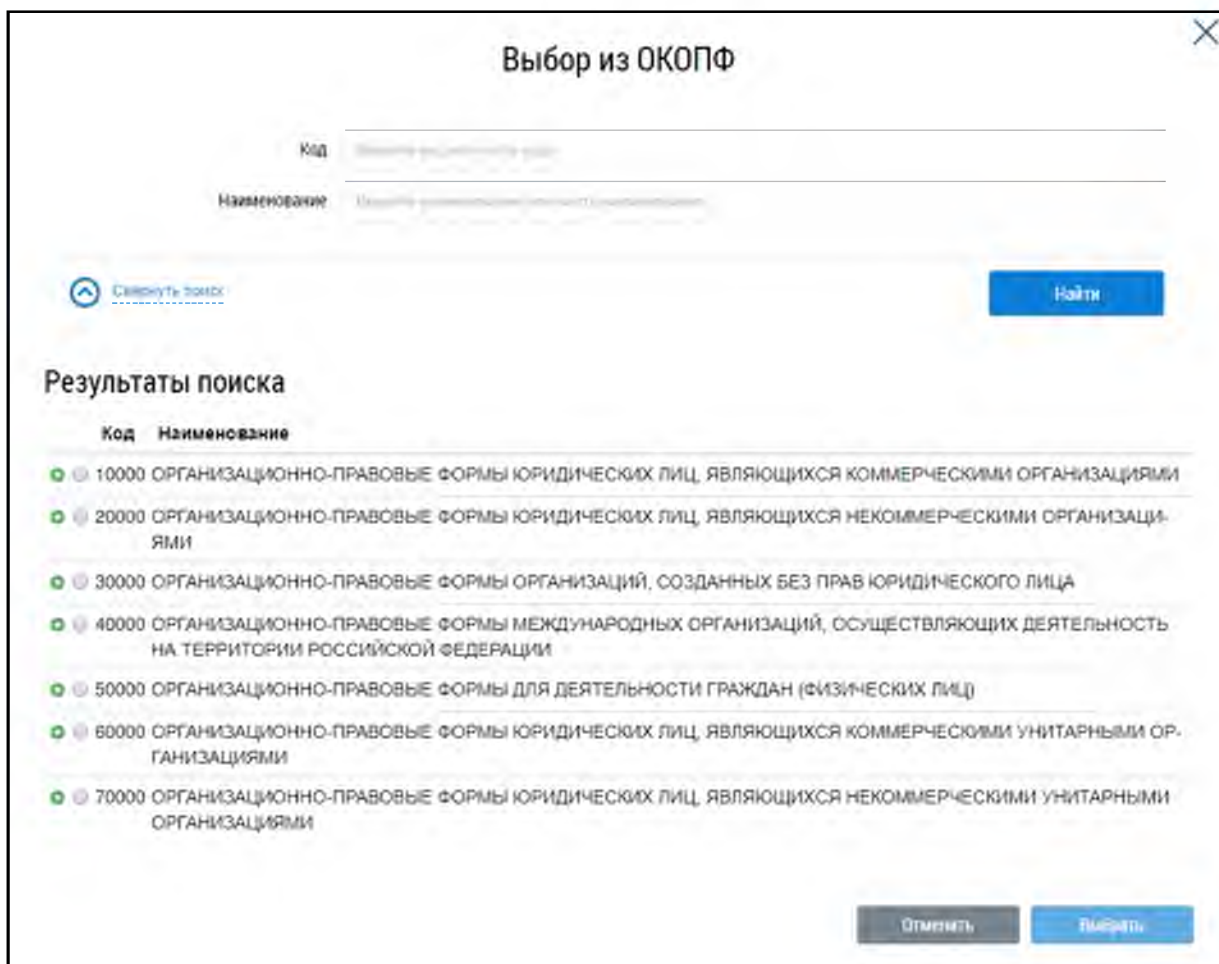 Выбор из ОКОПФ
Код
Наименование
Свернуть поиск
Найти
Результаты поиска
Код Наименование
10000 ОРГАНИЗАЦИОННО-ПРАВОВЫЕ ФОРМЫ ЮРИДИЧЕСКИХ ЛИЦ, ЯВЛЯЮЩИХСЯ КОММЕРЧЕСКИМИ ОРГАНИЗАЦИЯМИ
20000 ОРГАНИЗАЦИОННО-ПРАВОВЫЕ ФОРМЫ ЮРИДИЧЕСКИХ ЛИЦ, ЯВЛЯЮЩИХСЯ НЕКОММЕРЧЕСКИМИ ОРГАНИЗАЦИ-
ЯМИ
30000 ОРГАНИЗАЦИОННО-ПРАВОВЫЕ ФОРМЫ ОРГАНИЗАЦИЙ, СОЗДАННЫХ БЕЗ ПРАВ ЮРИДИЧЕСКОГО ЛИЦА
40000 ОРГАНИЗАЦИОННО-ПРАВОВЫЕ ФОРМЫ МЕЖДУНАРОДНЫХ ОРГАНИЗАЦИЙ, ОСУЩЕСТВЛЯЮЩИХ ДЕЯТЕЛЬНОСТЬ
НА ТЕРРИТОРИИ РОССИЙСКОЙ ФЕДЕРАЦИИ
50000 ОРГАНИЗАЦИОННО-ПРАВОВЫЕ ФОРМЫ ДЛЯ ДЕЯТЕЛЬНОСТИ ГРАЖДАН (ФИЗИЧЕСКИХ ЛИЦ)
60000 ОРГАНИЗАЦИОННО-ПРАВОВЫЕ ФОРМЫ ЮРИДИЧЕСКИХ ЛИЦ, ЯВЛЯЮЩИХСЯ КОММЕРЧЕСКИМИ УНИТАРНЫМИ ОР-
ГАНИЗАЦИЯМИ
70000 ОРГАНИЗАЦИОННО-ПРАВОВЫЕ ФОРМЫ ЮРИДИЧЕСКИХ ЛИЦ, ЯВЛЯЮЩИХСЯ НЕКОММЕРЧЕСКИМИ УНИТАРНЫМИ
ОРГАНИЗАЦИЯМИ
Отменить
Выбрать